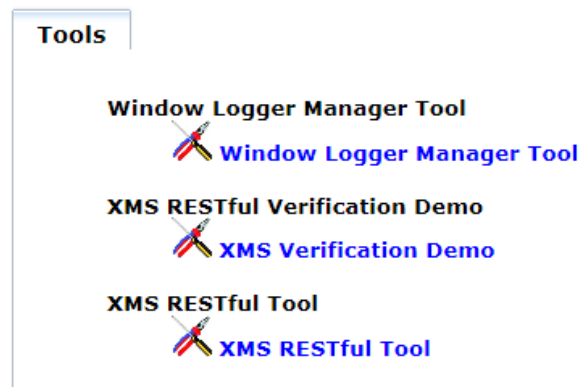 Tools
Window Logger Manager Tool
Window Logger Manager Tool
XMS RESTful Verification Demo
XMS Verification Demo
XMS RESTful Tool
XMS RESTful Tool